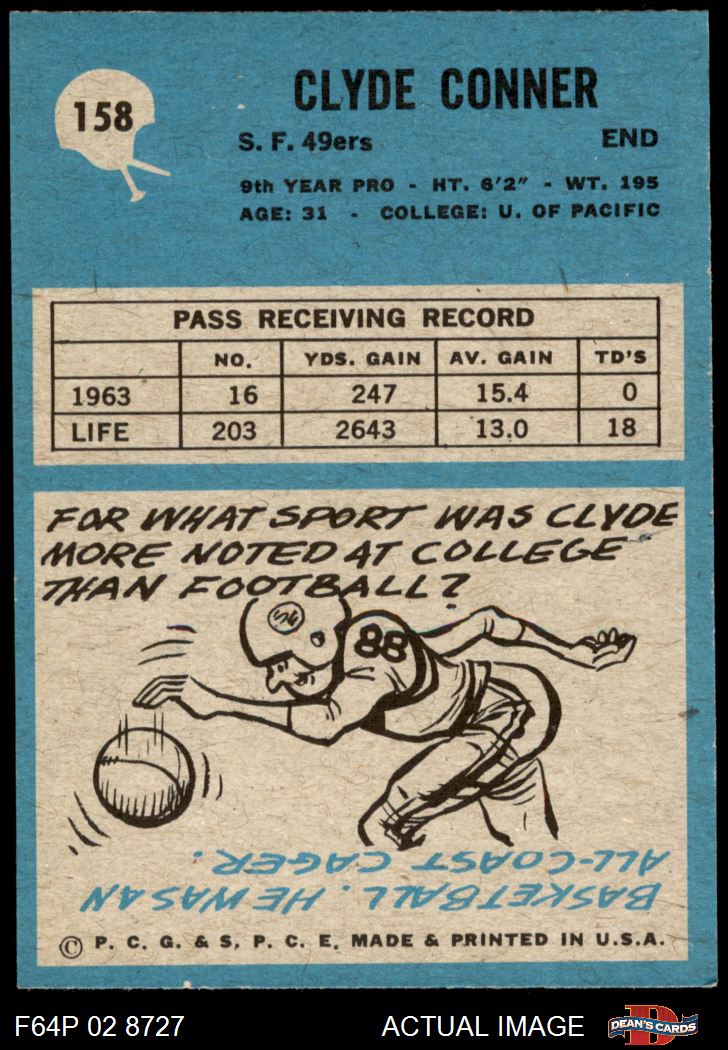 158
CLYDE CONNER
S. F. 49ers END
9th YEAR PRO - HT. 6'2" - WT. 195
AGE: 31 - COLLEGE: U. OF PACIFIC
PASS RECEIVING RECORD
NO. YDS. GAIN AV. GAIN TD'S
1963 16 247 15.4 0
LIFE 203 2643 13.0 18
FOR WHAT SPORT WAS CLYDE
MORE NOTED AT COLLEGE
THAN FOOTBALL?
88
BASKETBALL. HE WAS AN
ALL-COAST CAGER.
© P. C. G. & S. P. C. E. MADE & PRINTED IN U.S.A.
F64P 02 8727 ACTUAL IMAGE
D
DEAN'S CARDS